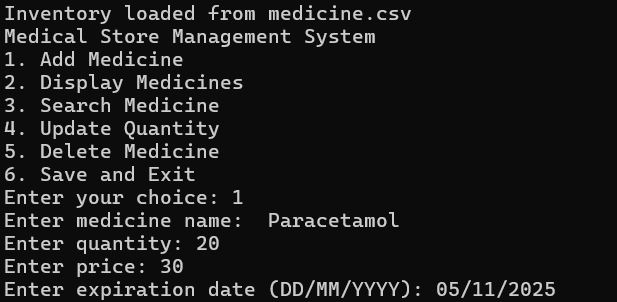 Inventory loaded from medicine.csv
Medical Store Management System
1. Add Medicine
2. Display Medicines
3. Search Medicine
4. Update Quantity
5. Delete Medicine
6. Save and Exit
Enter your choice: 1
Enter medicine name:  Paracetamol
Enter quantity: 20
Enter price: 30
Enter expiration date (DD/MM/YYYY): 05/11/2025